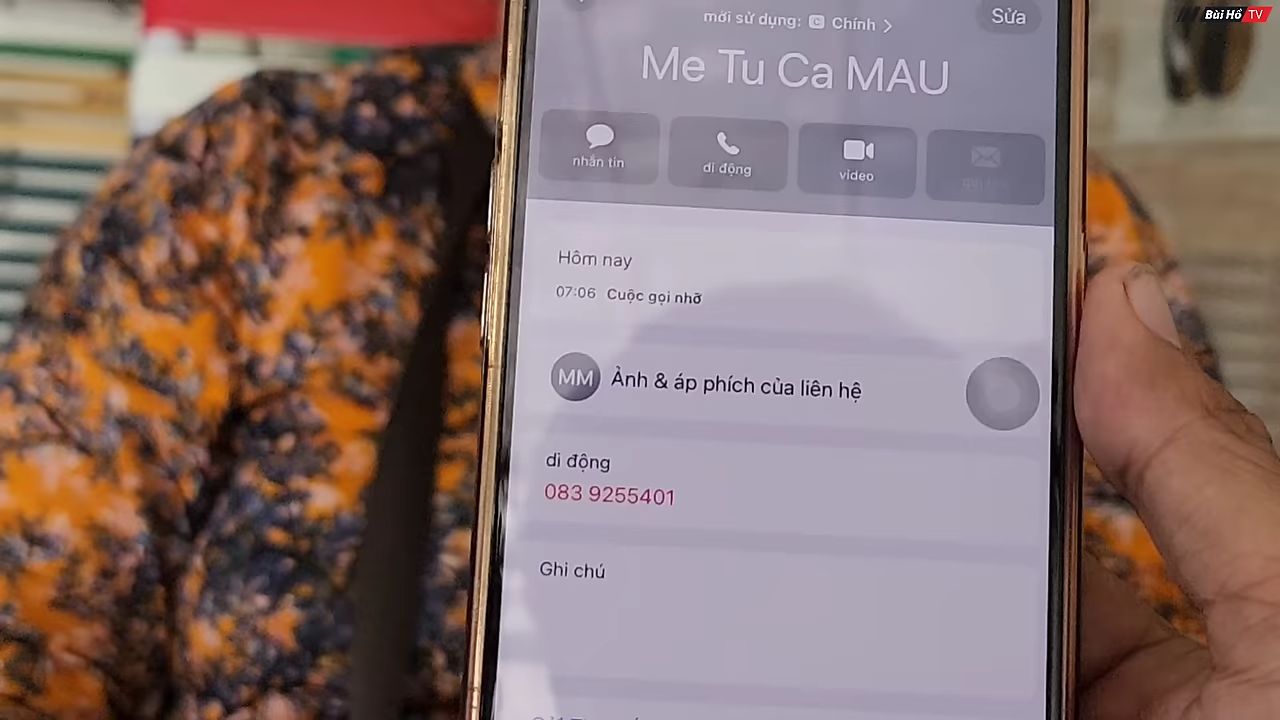 Bùi Hồ TV
mới sử dụng: C Chính >
Sửa
Me Tu Ca MAU
nhắn tin
di động
video
Hôm nay
07:06 Cuộc gọi nhỡ
MM Ảnh & áp phích của liên hệ
di động
083 9255401
Ghi chú